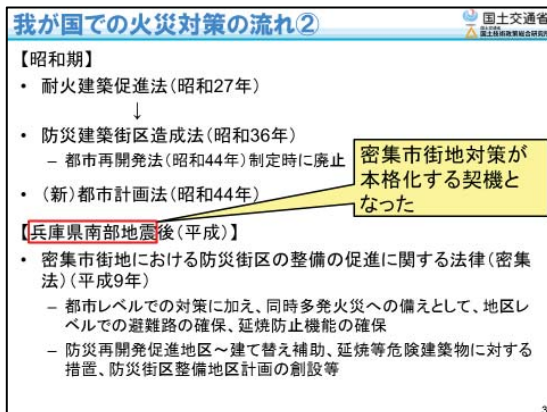 我が国での火災対策の流れ②
国土交通省
国土技術政策総合研究所
【昭和期】
• 耐火建築促進法(昭和27年)
↓
• 防災建築街区造成法(昭和36年)
– 都市再開発法(昭和44年)制定時に廃止
• (新)都市計画法(昭和44年)
密集市街地対策が
本格化する契機と
なった
【兵庫県南部地震後(平成)】
• 密集市街地における防災街区の整備の促進に関する法律(密集
法)(平成9年)
– 都市レベルでの対策に加え、同時多発火災への備えとして、地区レ
ベルでの避難路の確保、延焼防止機能の確保
– 防災再開発促進地区～建て替え補助、延焼等危険建築物に対する
措置、防災街区整備地区計画の創設等
3